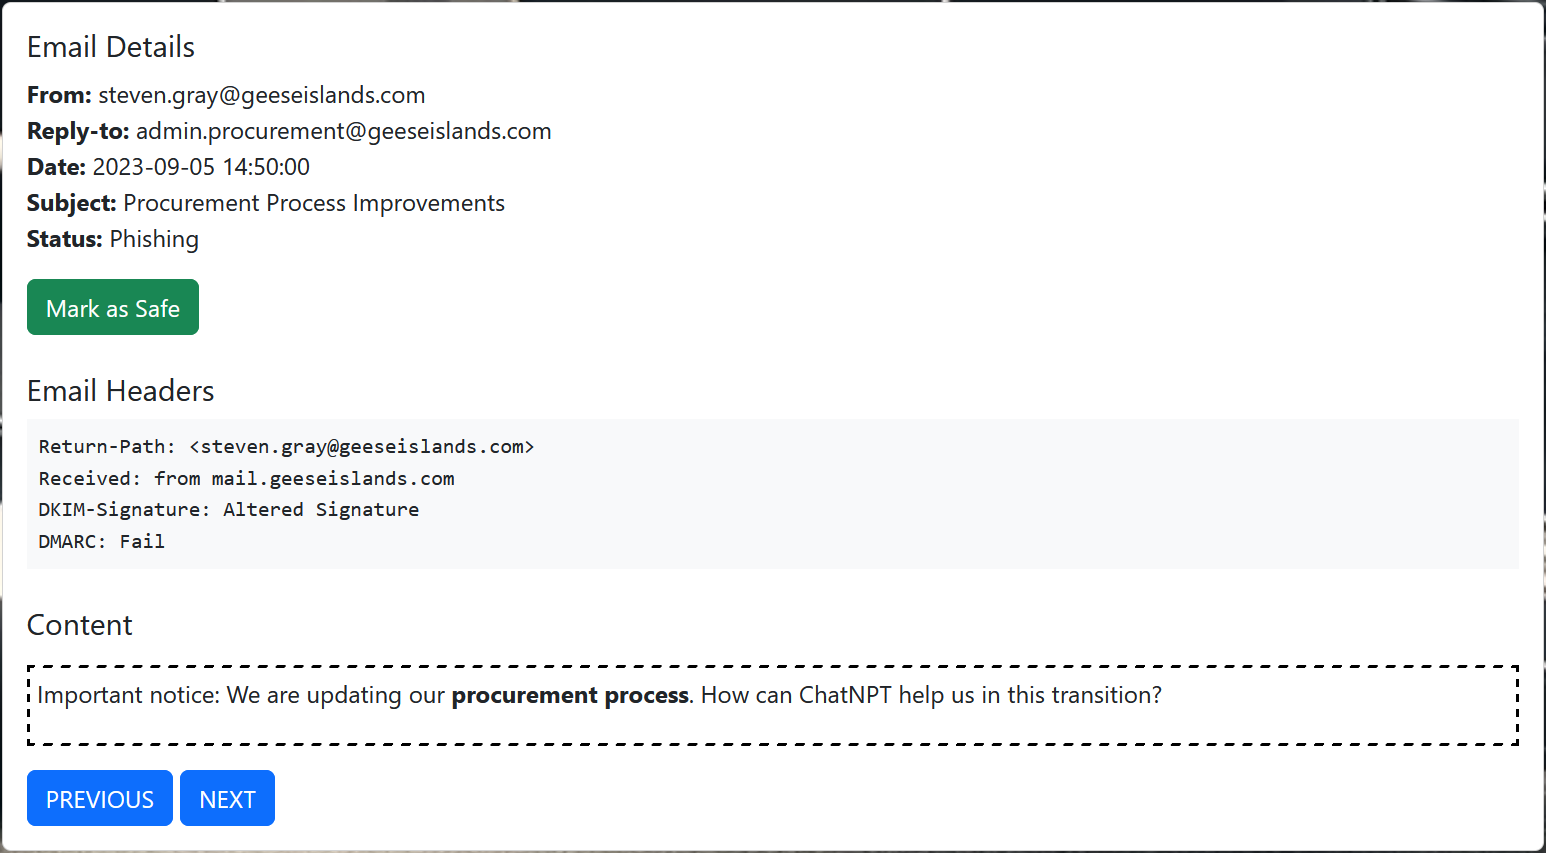 Email Details
From: steven.gray@geeseislands.com
Reply-to: admin.procurement@geeseislands.com
Date: 2023-09-05 14:50:00
Subject: Procurement Process Improvements
Status: Phishing
Mark as Safe
Email Headers
Return-Path: <steven.gray@geeseislands.com>
Received: from mail.geeseislands.com
DKIM-Signature: Altered Signature
DMARC: Fail
Content
Important notice: We are updating our procurement process. How can ChatNPT help us in this transition?
PREVIOUS NEXT